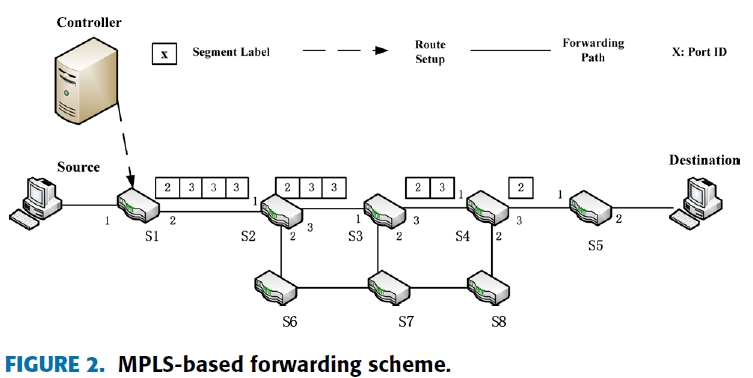 Controller
x Segment Label
Route
Setup
Forwarding
Path
X: Port ID
Source
Destination
2 3 3 3
2 3 3
2 3
2
1 2
1 3
2
1 3
2
1 3
2
1 2
S1 S2 S3 S4 S5
S6 S7 S8
FIGURE 2. MPLS-based forwarding scheme.